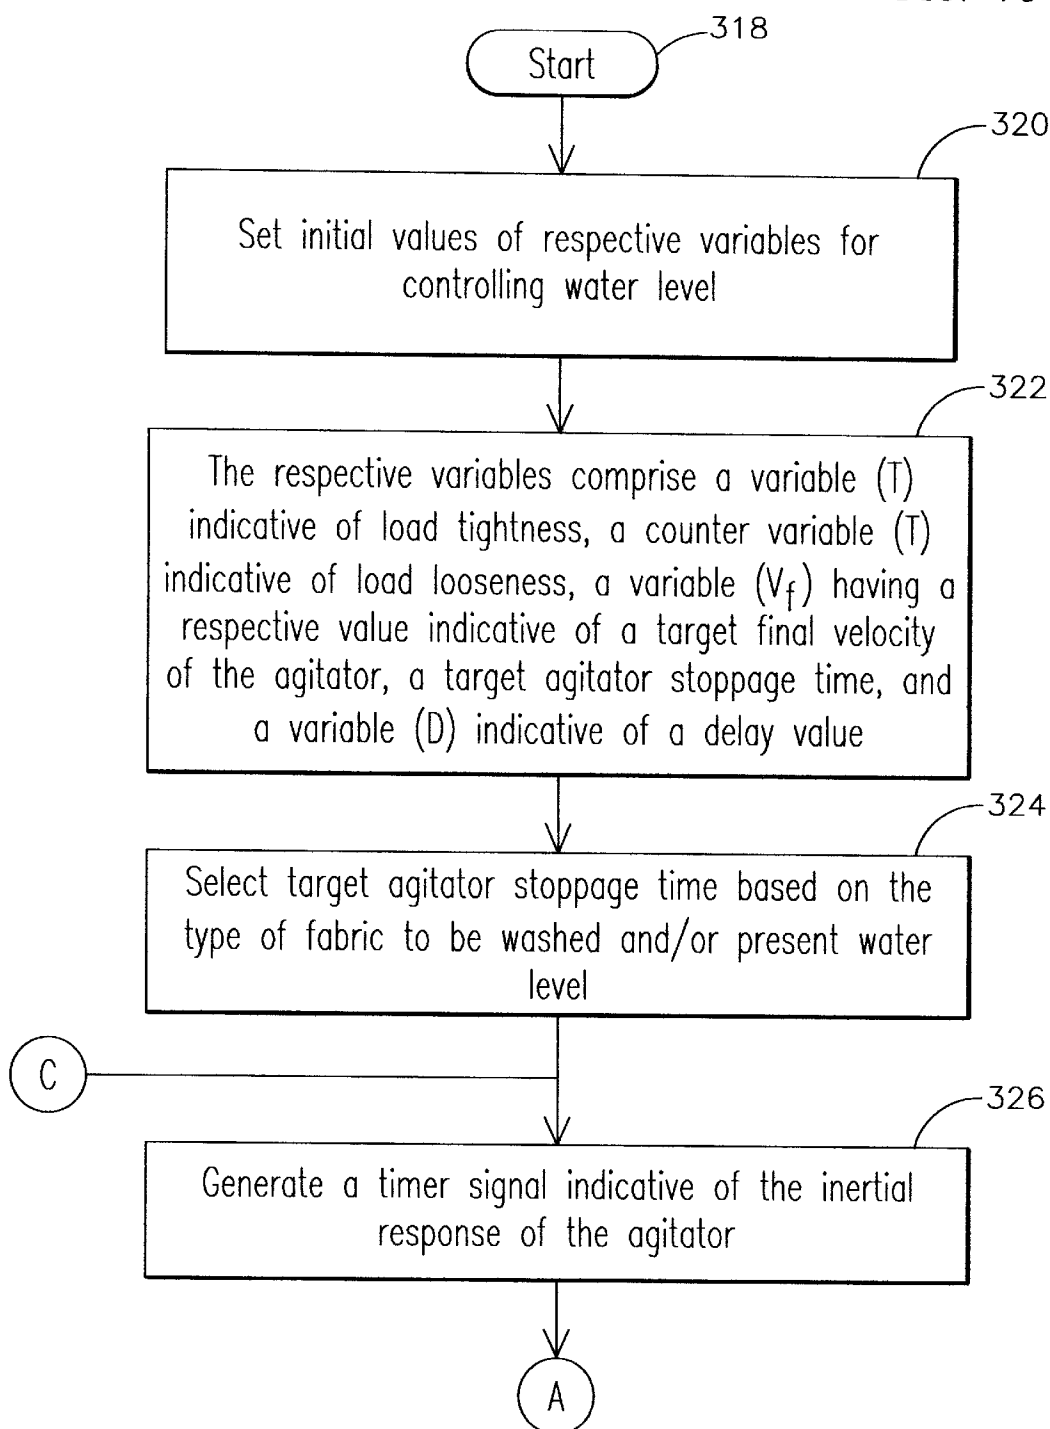 318
Start
320
Set initial values of respective variables for
controlling water level
322
The respective variables comprise a variable (T)
indicative of load tightness, a counter variable (T)
indicative of load looseness, a variable (Vf) having a
respective value indicative of a target final velocity
of the agitator, a target agitator stoppage time, and
a variable (D) indicative of a delay value
324
Select target agitator stoppage time based on the
type of fabric to be washed and/or present water
level
C
326
Generate a timer signal indicative of the inertial
response of the agitator
A